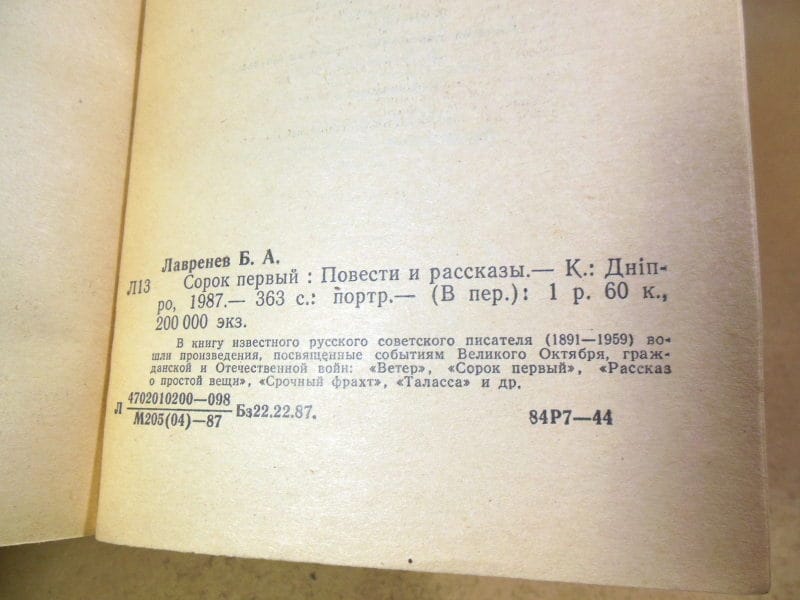 Лавренев Б. А.
Л13 Сорок первый : Повести и рассказы.— К.: Дніп-
ро, 1987.— 363 с.: портр.— (В пер.): 1 р. 60 к.,
200 000 экз.
В книгу известного русского советского писателя (1891—1959) во-
шли произведения, посвященные событиям Великого Октября, граж-
данской и Отечественной войн: «Ветер», «Сорок первый», «Рассказ
о простой вещи», «Срочный фрахт», «Таласса» и др.
Л 4702010200—098
М205(04)—87 Бз22.22.87.
84Р7—44